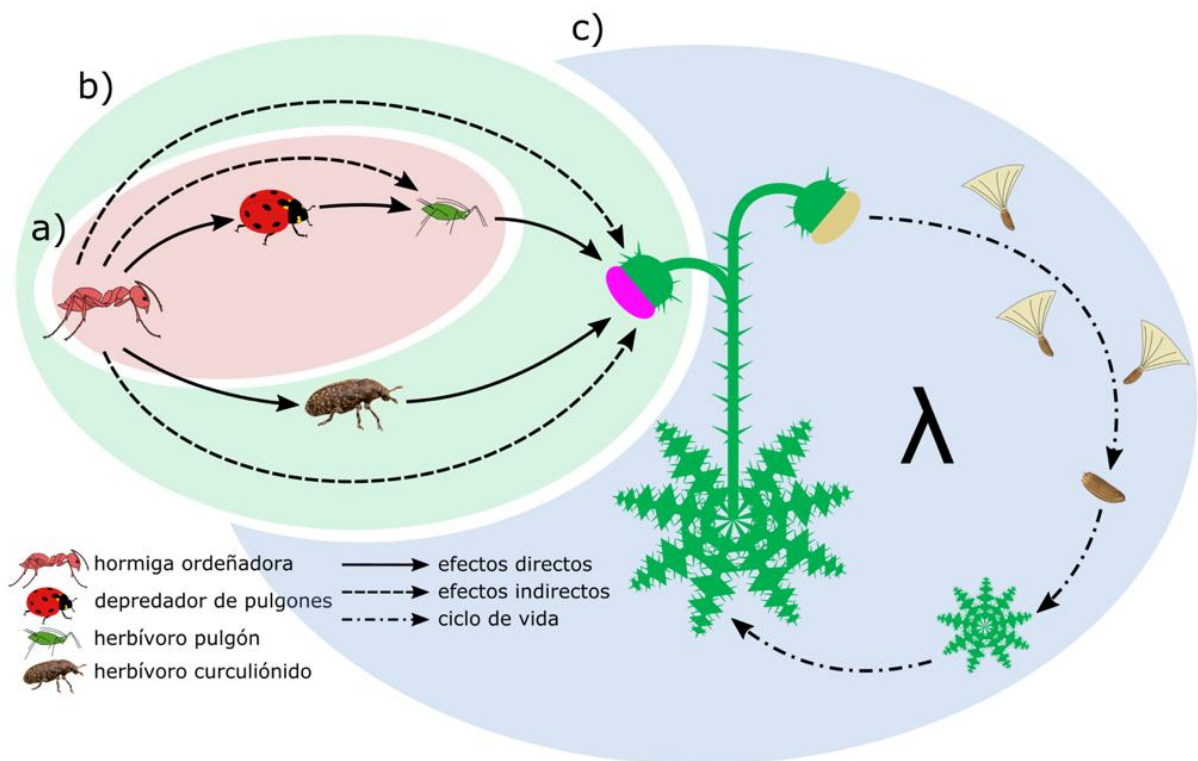 c)
b)
a)
λ
hormiga ordeñadora
depredador de pulgones
herbívoro pulgón
herbívoro curculiónido
efectos directos
efectos indirectos
ciclo de vida